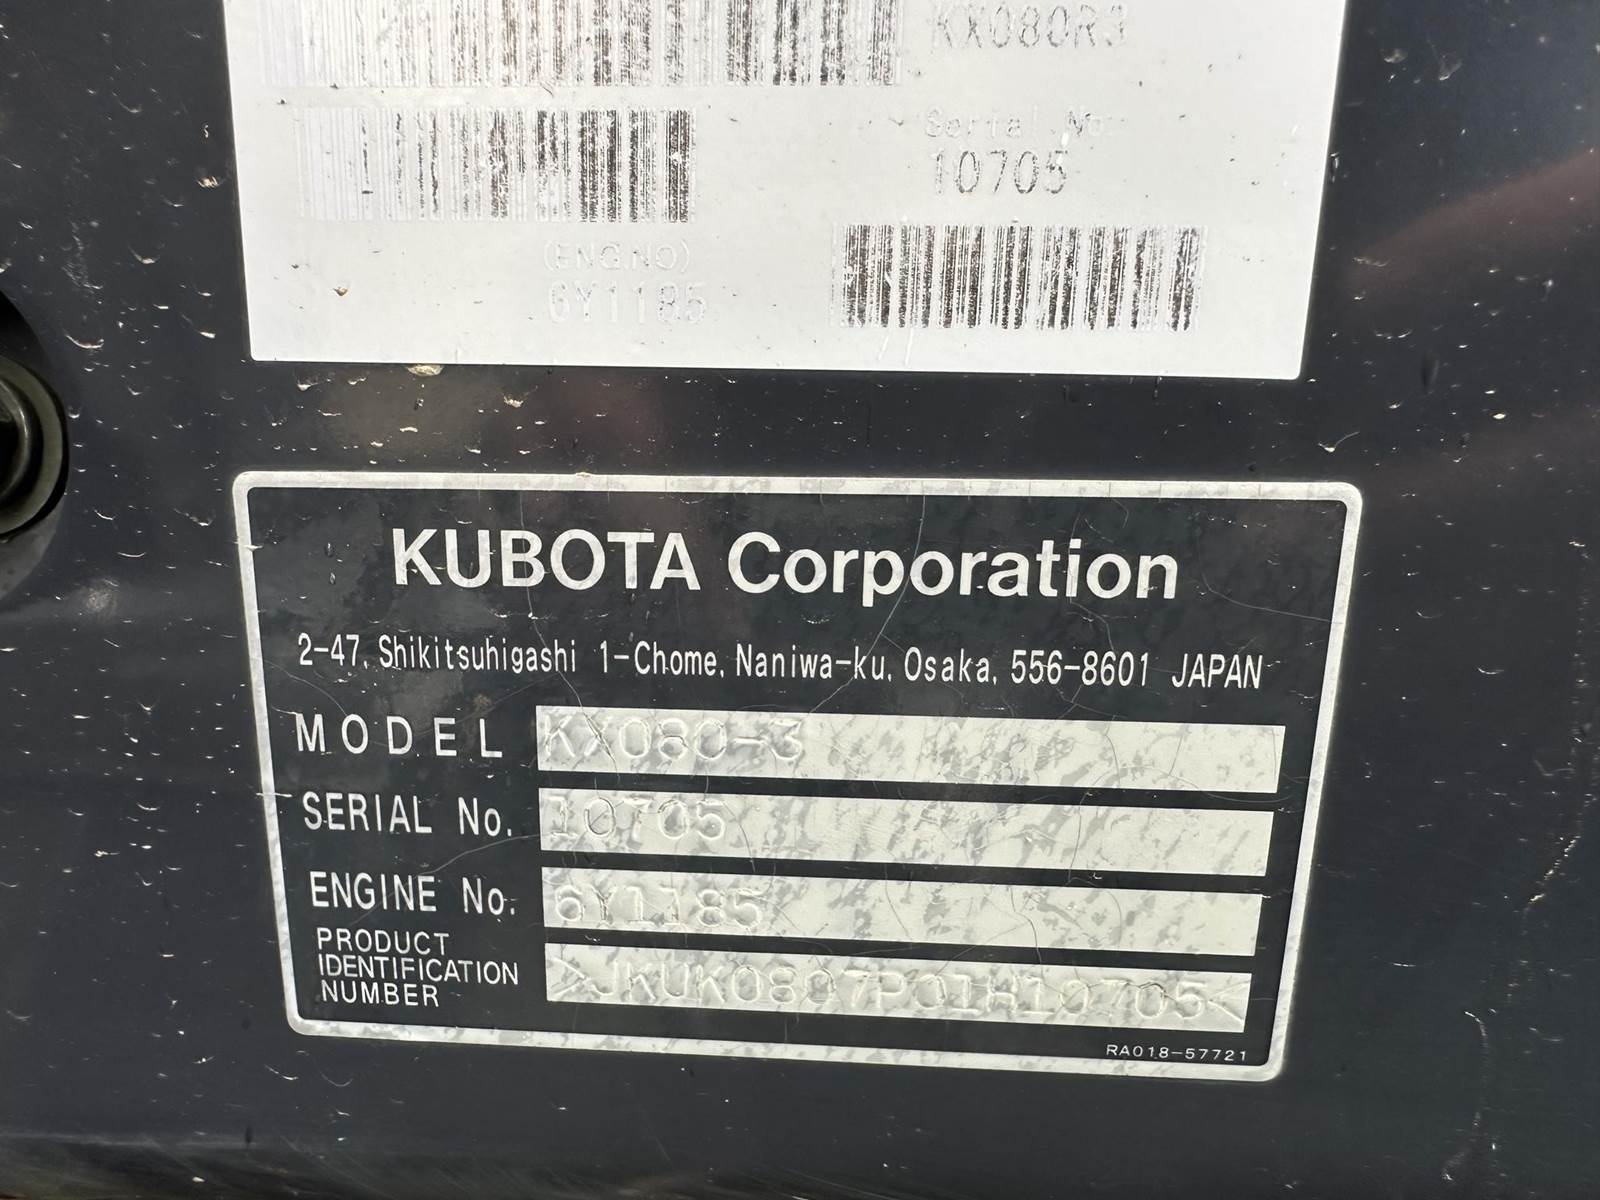 KX080R3
Serial No:
10705
(ENG.NO)
6Y1185
KUBOTA Corporation
2-47, Shikitsuhigashi 1-Chome, Naniwa-ku, Osaka, 556-8601 JAPAN
MODEL KX080-3
SERIAL No. 10705
ENGINE No. 6Y1185
PRODUCT
IDENTIFICATION
NUMBER
>JKUK0807P01H10705<
RA018-57721